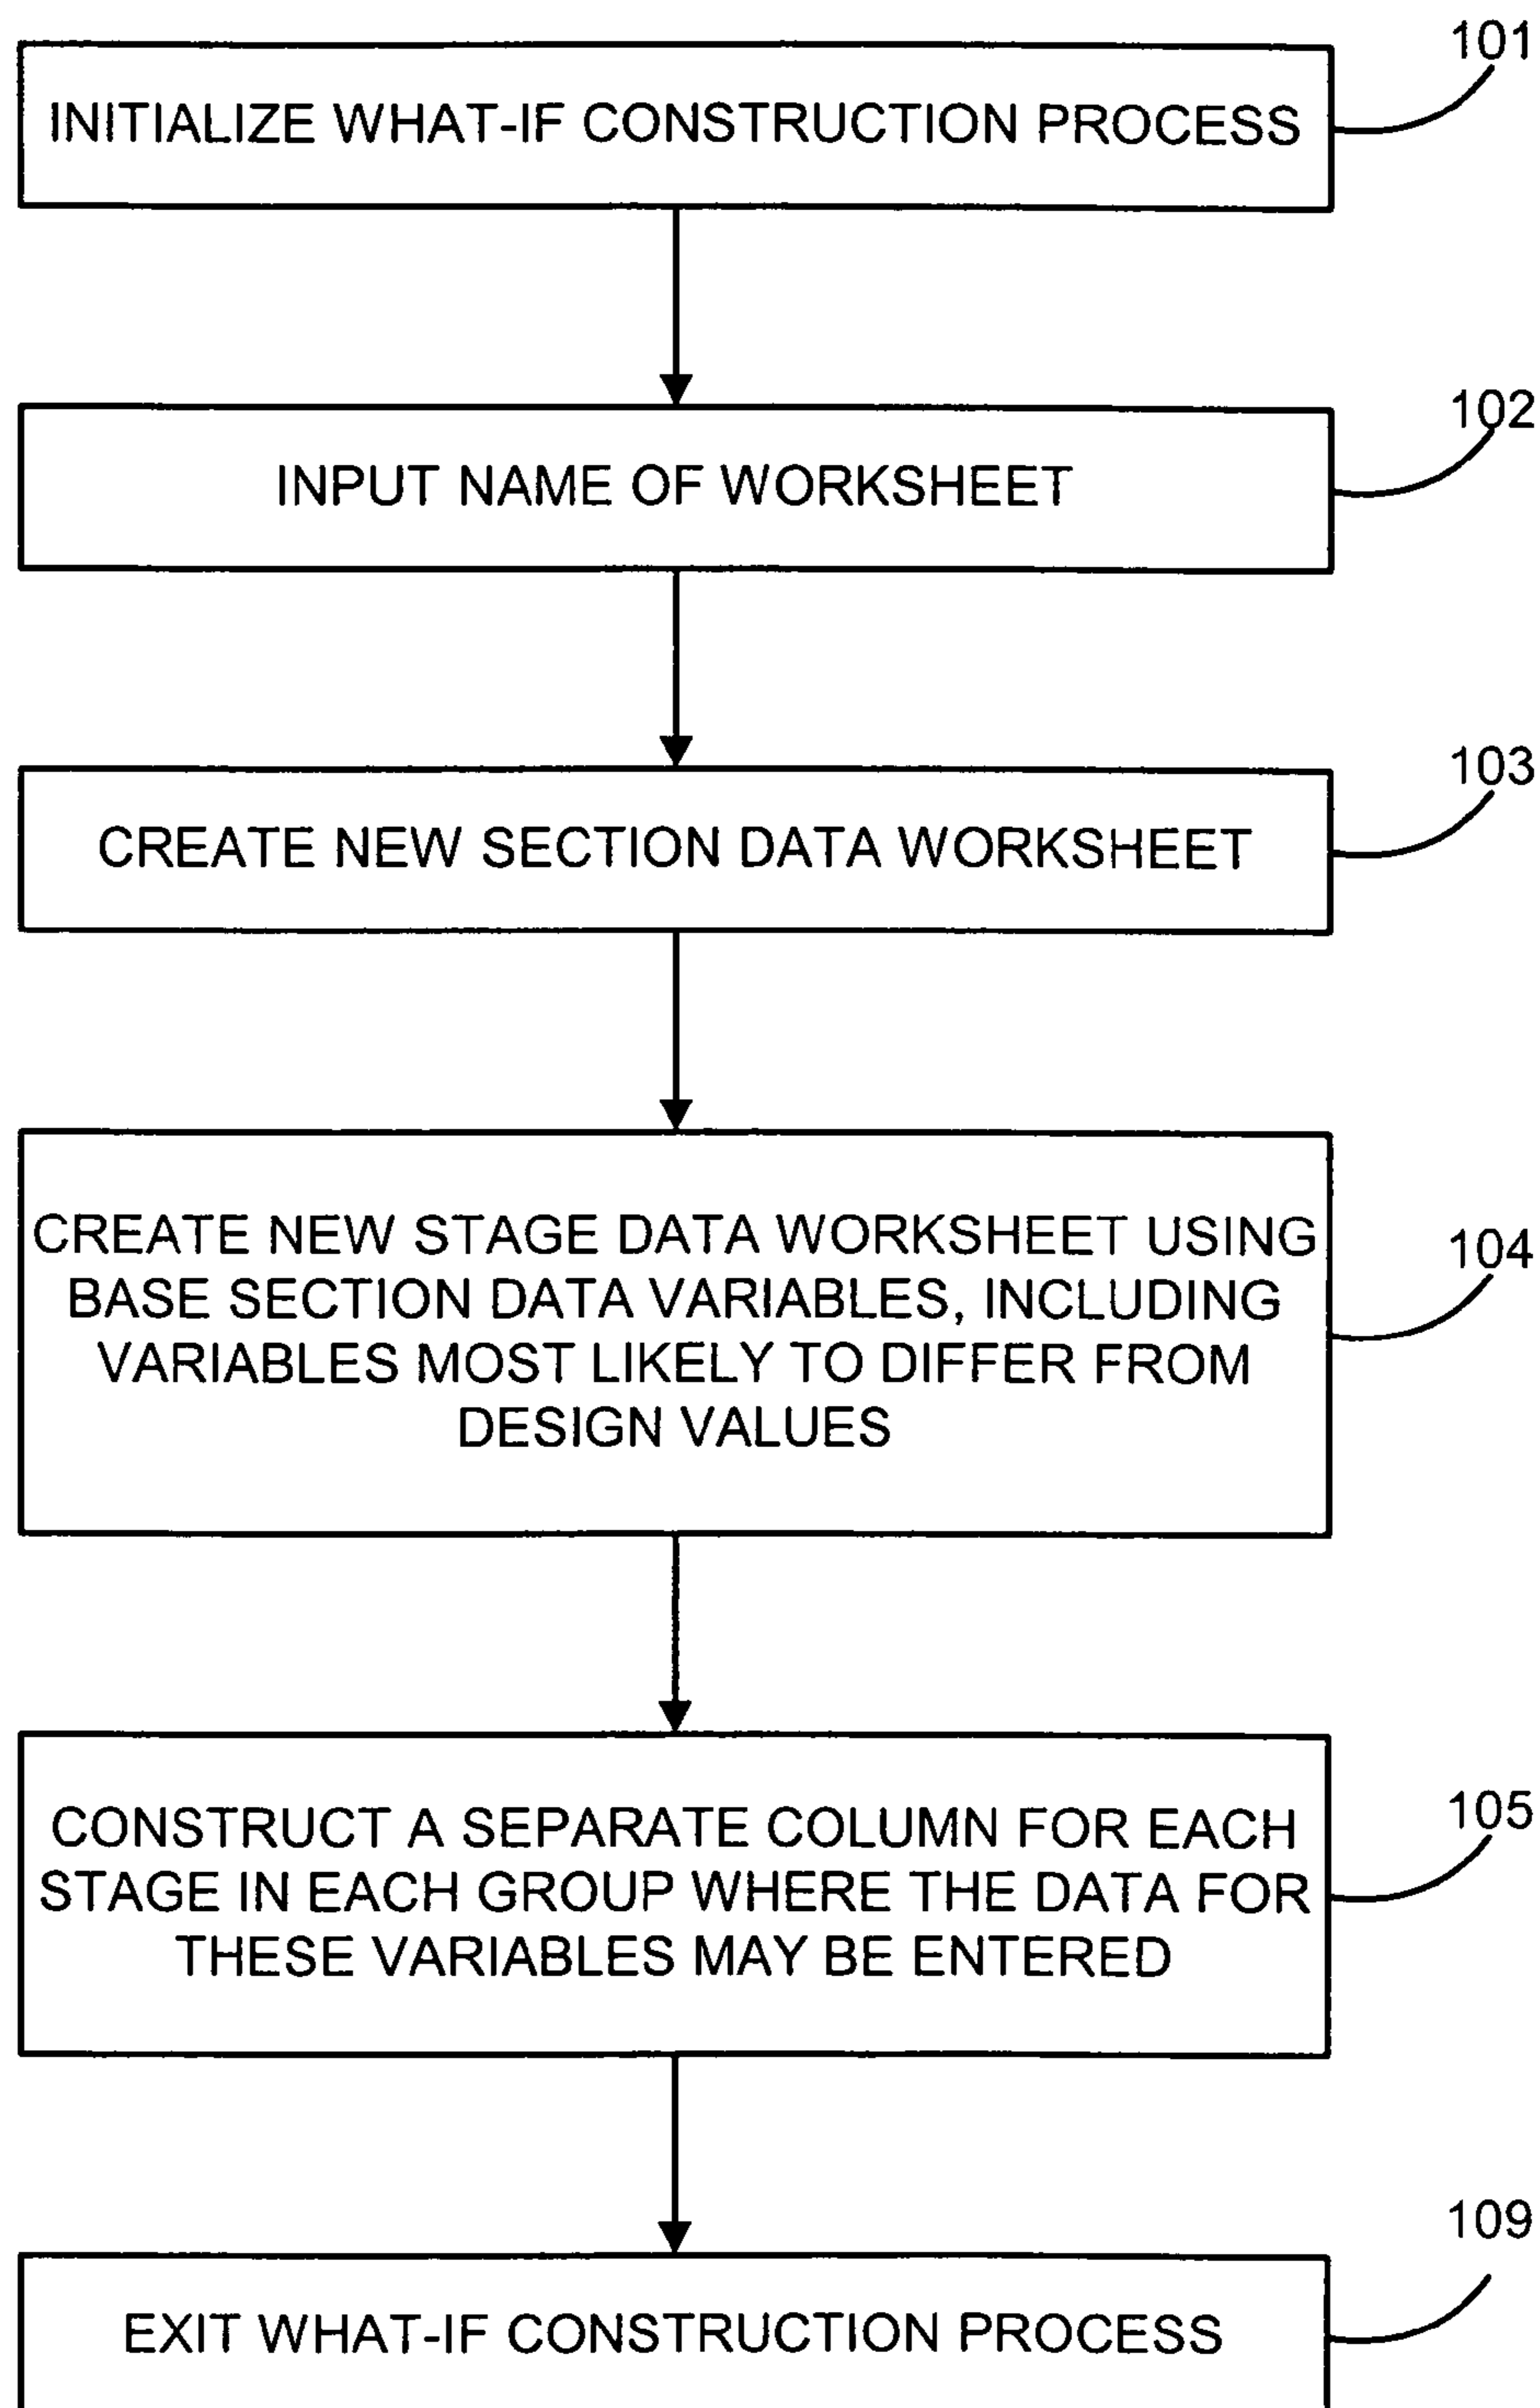 101
INITIALIZE WHAT-IF CONSTRUCTION PROCESS
102
INPUT NAME OF WORKSHEET
103
CREATE NEW SECTION DATA WORKSHEET
104
CREATE NEW STAGE DATA WORKSHEET USING
BASE SECTION DATA VARIABLES, INCLUDING
VARIABLES MOST LIKELY TO DIFFER FROM
DESIGN VALUES
105
CONSTRUCT A SEPARATE COLUMN FOR EACH
STAGE IN EACH GROUP WHERE THE DATA FOR
THESE VARIABLES MAY BE ENTERED
109
EXIT WHAT-IF CONSTRUCTION PROCESS